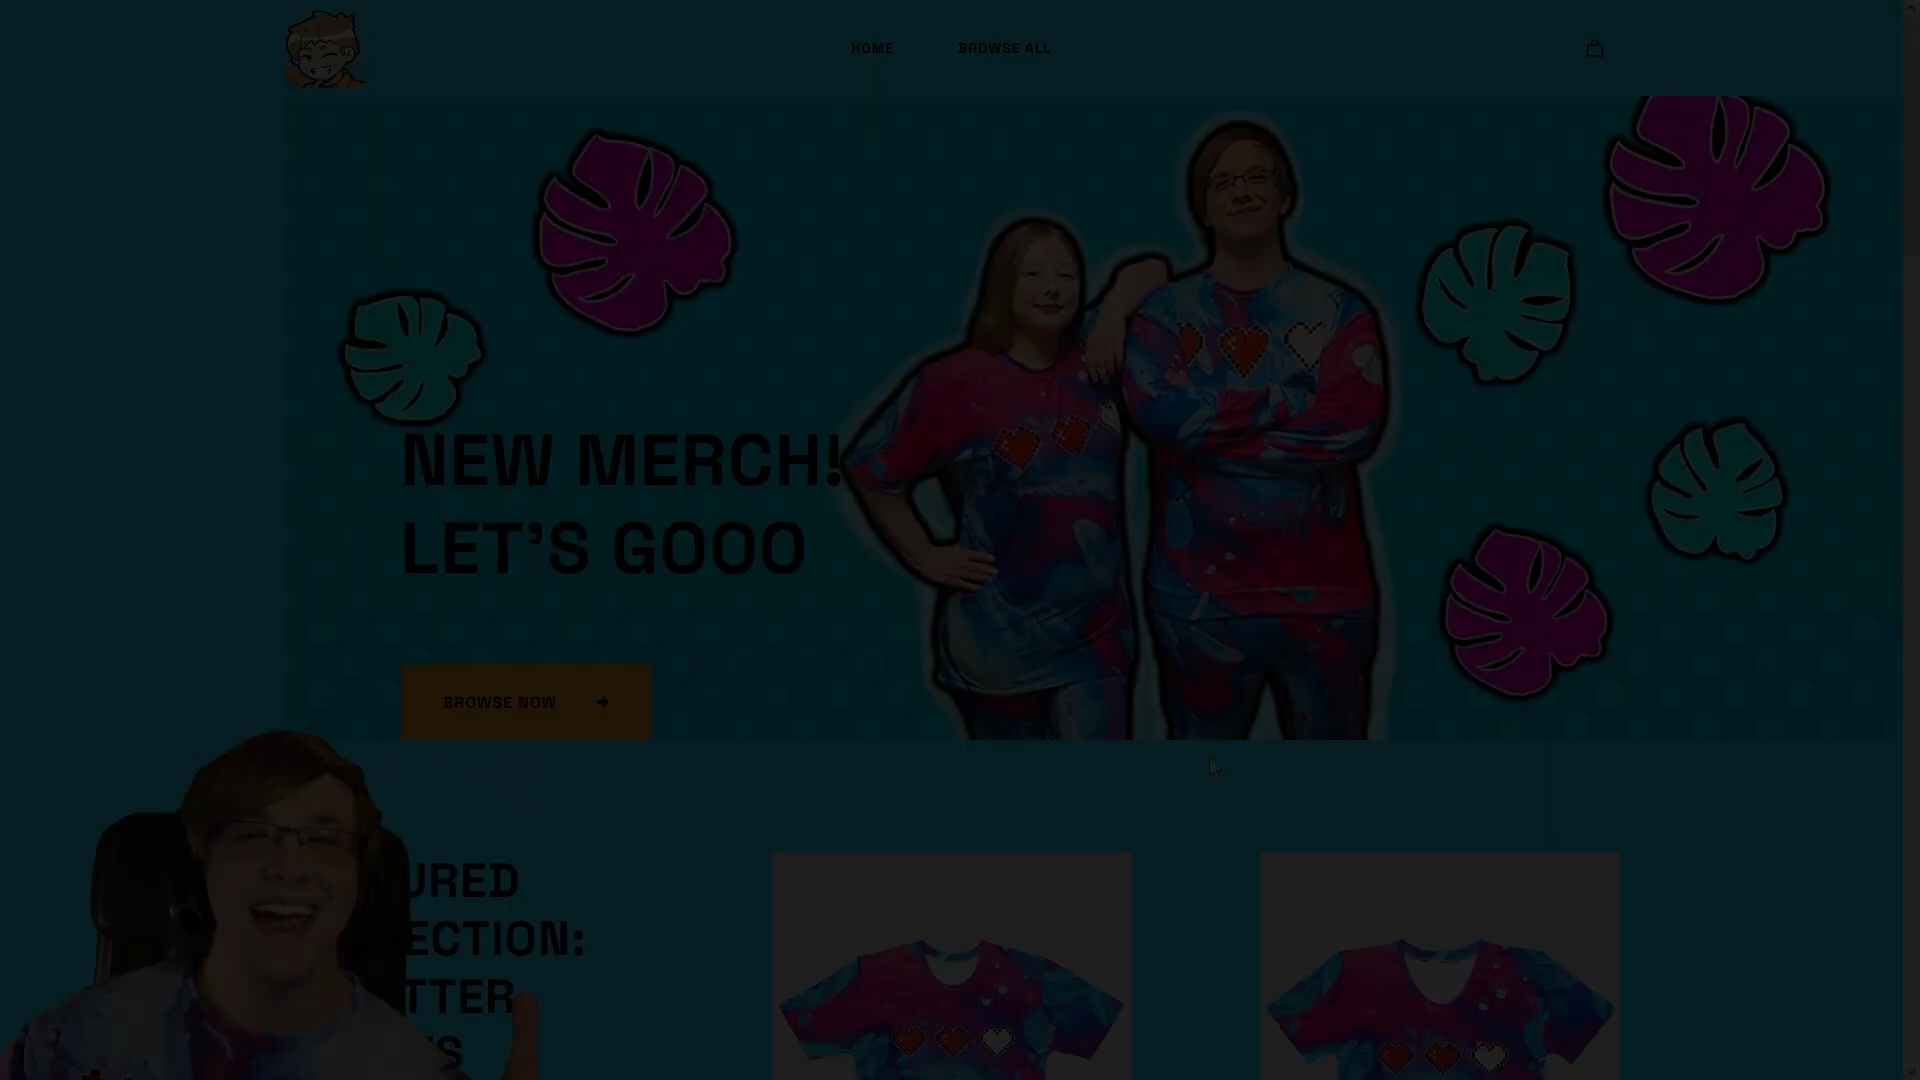 HOME
BROWSE ALL
NEW MERCH!
LET'S GOOO
BROWSE NOW
URED
ECTION:
TTER